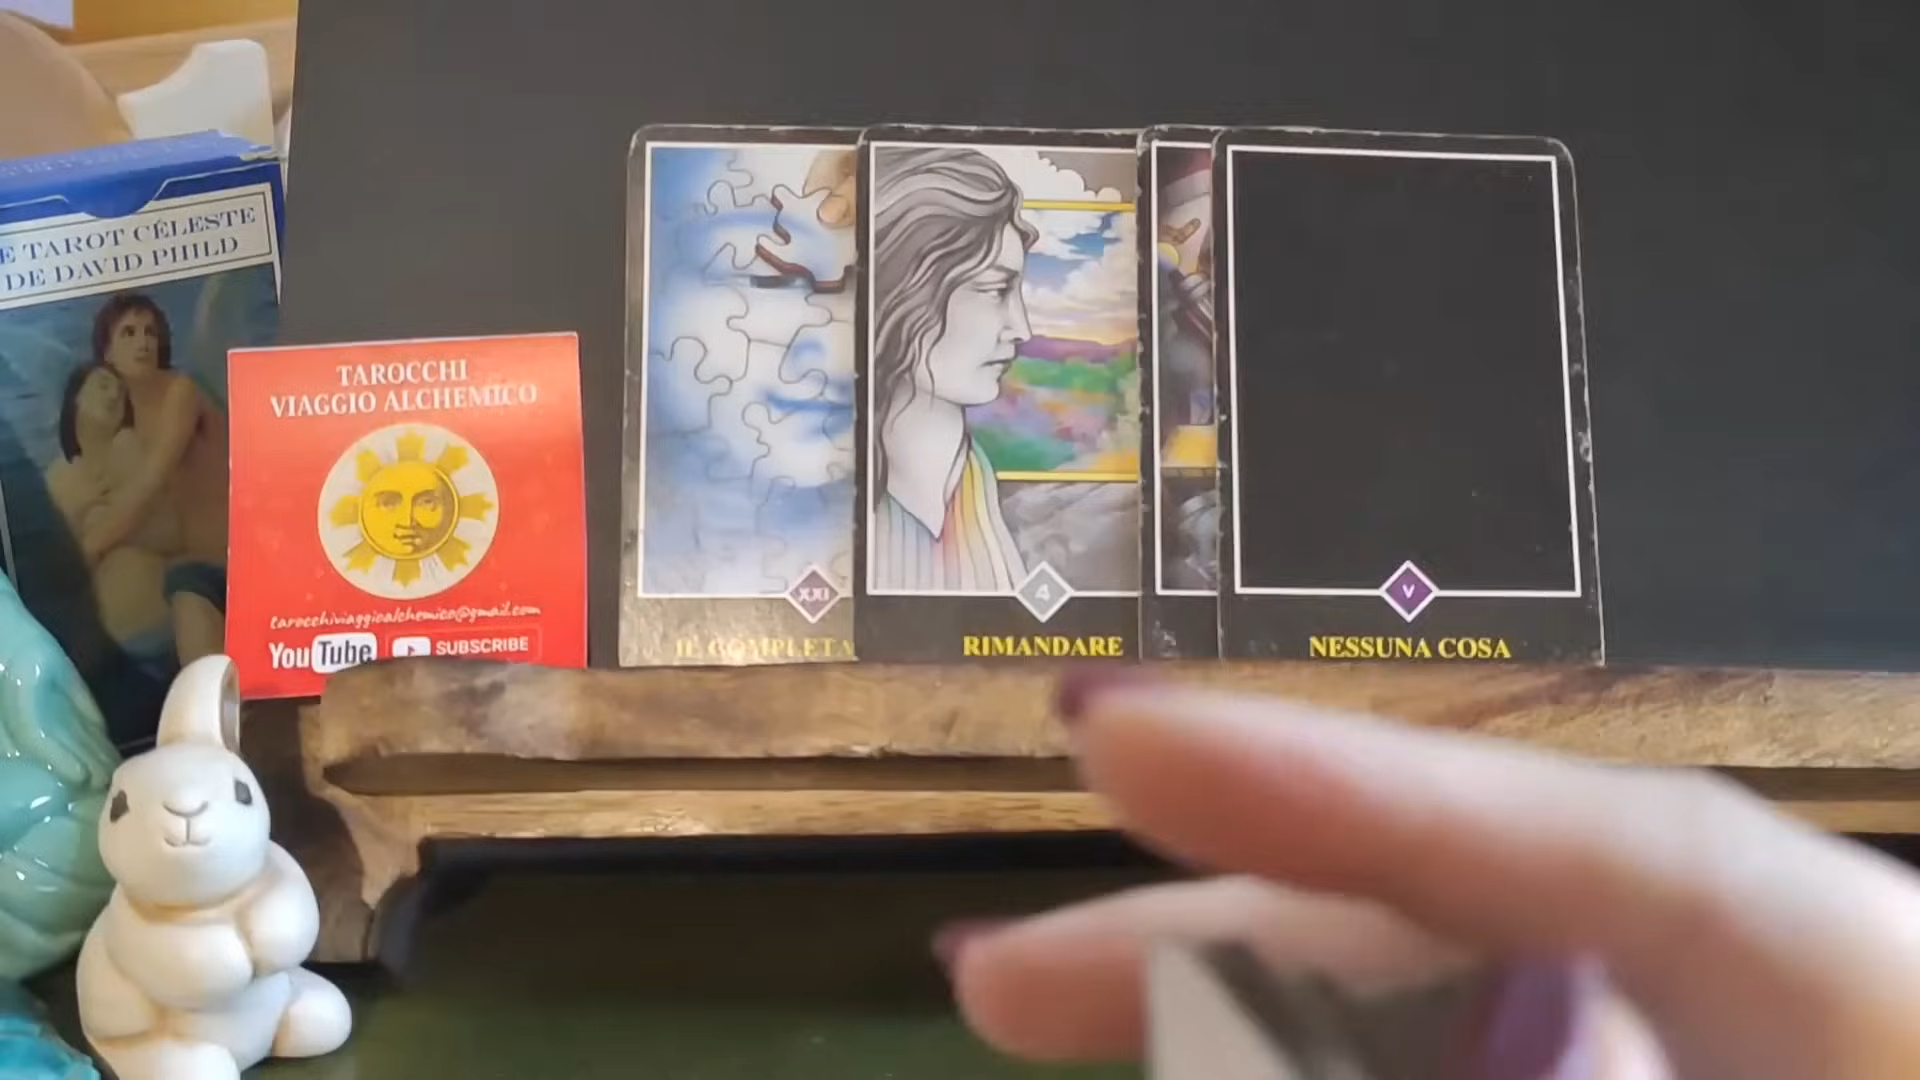 E TAROT CÉLESTE
DE DAVID PHILD
TAROCCHI
VIAGGIO ALCHEMICO
tarocchiviaggioalchemico@gmail.com
YouTube SUBSCRIBE
XXI
IL COMPLETA
4
RIMANDARE
V
NESSUNA COSA